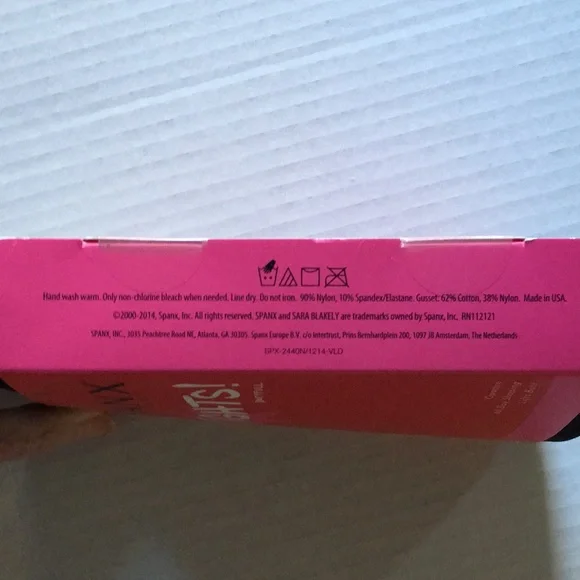 Hand wash warm. Only non-chlorine bleach when needed. Line dry. Do not iron. 90% Nylon, 10% Spandex/Elastane. Gusset: 62% Cotton, 38% Nylon. Made in USA.
©2000-2014, Spanx, Inc. All rights reserved. SPANX and SARA BLAKELY are trademarks owned by Spanx, Inc. RN112121
SPANX, INC. 3035 Peachtree Road NE, Atlanta, GA 30305. Spanx Europe B.V. c/o Intertrust, Prins Bernhardplein 200, 1097 JB Amsterdam, The Netherlands
SPX-2440N/1214-VLD